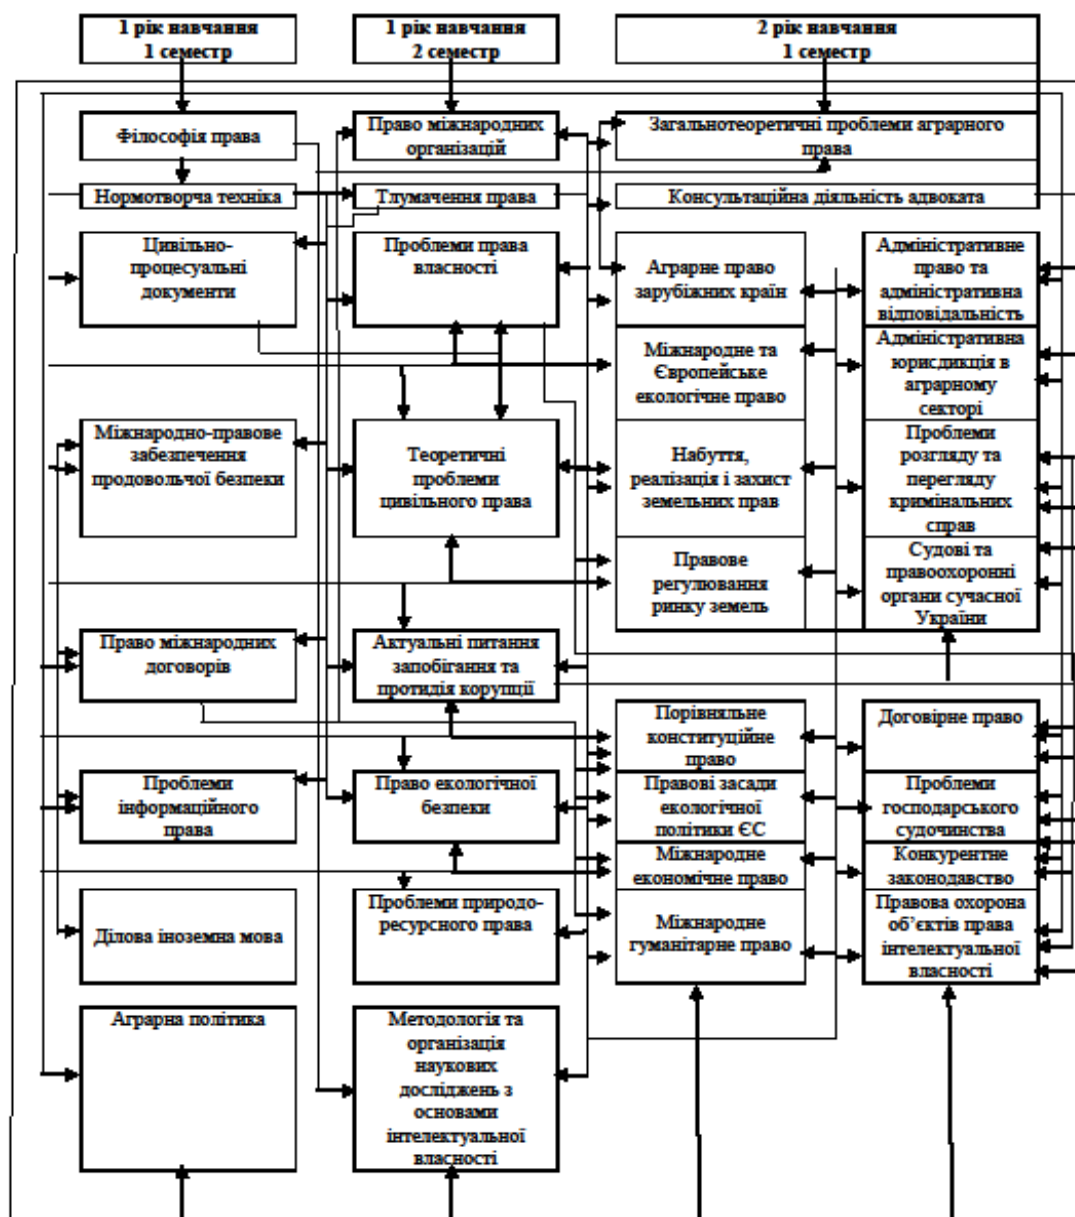 1 рік навчання
1 семестр
1 рік навчання
2 семестр
2 рік навчання
1 семестр
Філософія права
Право міжнародних
організацій
Загальнотеоретичні проблеми аграрного
права
Нормотворча техніка
Тлумачення права
Консультаційна діяльність адвоката
Цивільно-
процесуальні
документи
Проблеми права
власності
Аграрне право
зарубіжних країн
Адміністративне
право та
адміністративна
відповідальність
Міжнародне та
Європейське
екологічне право
Адміністративна
юрисдикція в
аграрному
секторі
Міжнародно-правове
забезпечення
продовольчої безпеки
Теоретичні
проблеми
цивільного права
Набуття,
реалізація і захист
земельних прав
Проблеми
розгляду та
перегляду
кримінальних
справ
Правове
регулювання
ринку земель
Судові та
правоохоронні
органи сучасної
України
Право міжнародних
договорів
Актуальні питання
запобігання та
протидія корупції
Порівняльне
конституційне
право
Договірне право
Проблеми
інформаційного
права
Право екологічної
безпеки
Правові засади
екологічної
політики ЄС
Проблеми
господарського
судочинства
Міжнародне
економічне право
Конкурентне
законодавство
Ділова іноземна мова
Проблеми природо-
ресурсного права
Міжнародне
гуманітарне право
Правова охорона
об’єктів права
інтелектуальної
власності
Аграрна політика
Методологія та
організація
наукових
досліджень з
основами
інтелектуальної
власності